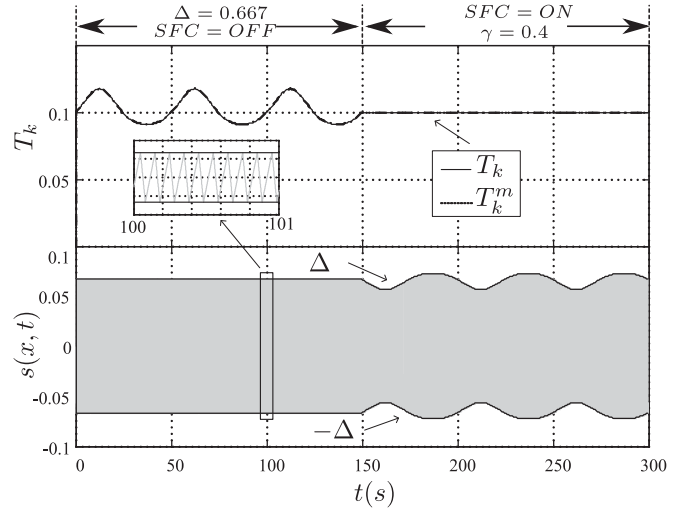 Δ = 0.667
SFC = OFF
SFC = ON
γ = 0.4
0.1
0.05
T_k
100
101
T_k
T_k^m
0.1
0.05
0
-0.05
-0.1
s(x, t)
Δ
−Δ
0
50
100
150
200
250
300
t(s)